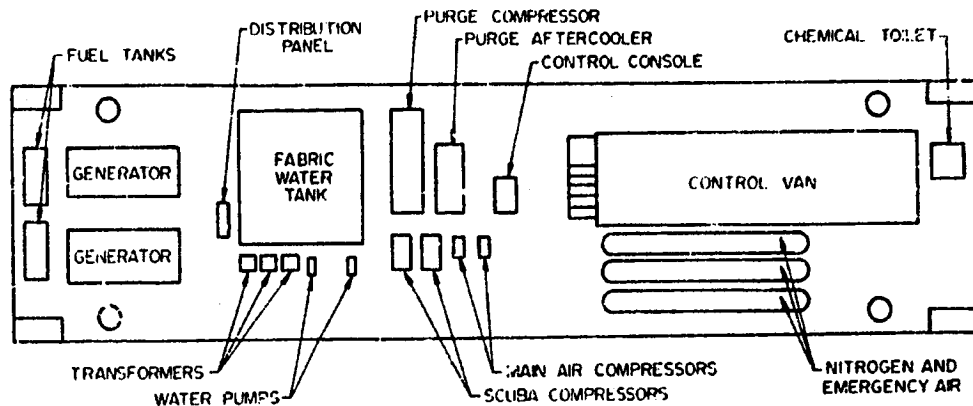 PURGE COMPRESSOR
DISTRIBUTION
PANEL
PURGE AFTERCOOLER
CHEMICAL TOILET
FUEL TANKS
CONTROL CONSOLE
GENERATOR
FABRIC
WATER
TANK
CONTROL VAN
GENERATOR
TRANSFORMERS
MAIN AIR COMPRESSORS
NITROGEN AND
EMERGENCY AIR
WATER PUMPS
SCUBA COMPRESSORS